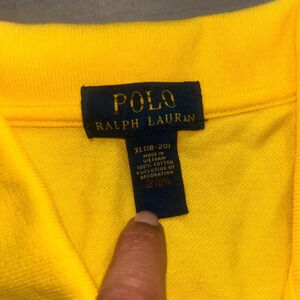 POLO
RALPH LAUREN
XL(18-20)
MADE IN
VIETNAM
100% COTTON
EXCLUSIVE OF
DECORATION